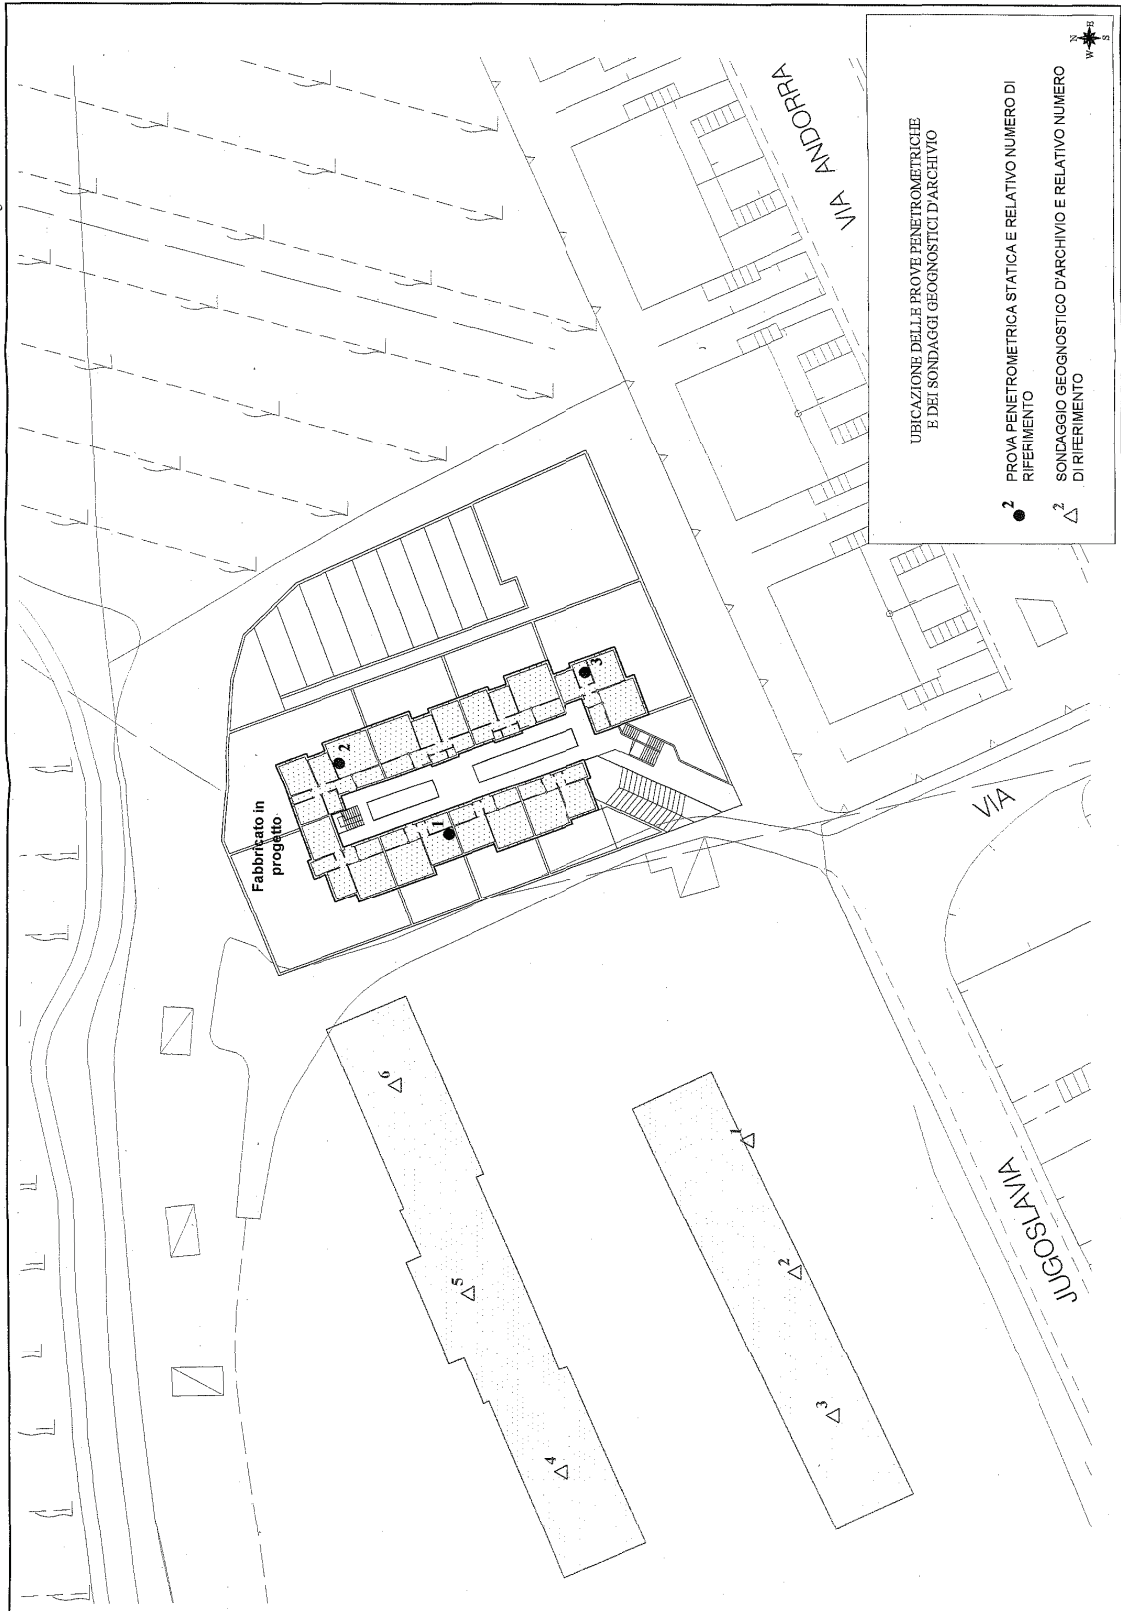 Fabbricato in
progetto
2
1
3
6
5
4
1
2
3
VIA ANDORRA
VIA
JUGOSLAVIA
UBICAZIONE DELLE PROVE PENETROMETRICHE
E DEI SONDAGGI GEOGNOSTICI D'ARCHIVIO
2 PROVA PENETROMETRICA STATICA E RELATIVO NUMERO DI
RIFERIMENTO
2 SONDAGGIO GEOGNOSTICO D'ARCHIVIO E RELATIVO NUMERO
DI RIFERIMENTO
N
W E
S